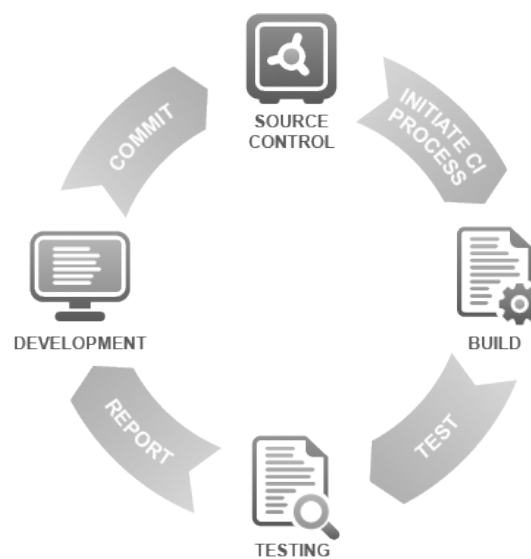 SOURCE
CONTROL
INITIATE CI
PROCESS
BUILD
TEST
TESTING
REPORT
DEVELOPMENT
COMMIT